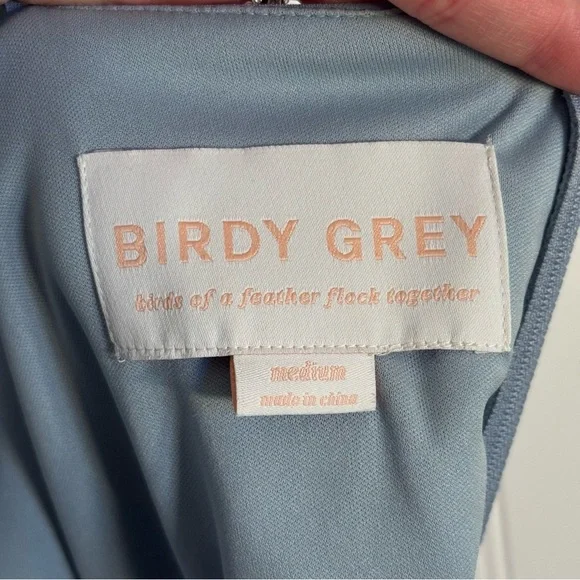 BIRDY GREY
birds of a feather flock together
medium
made in china